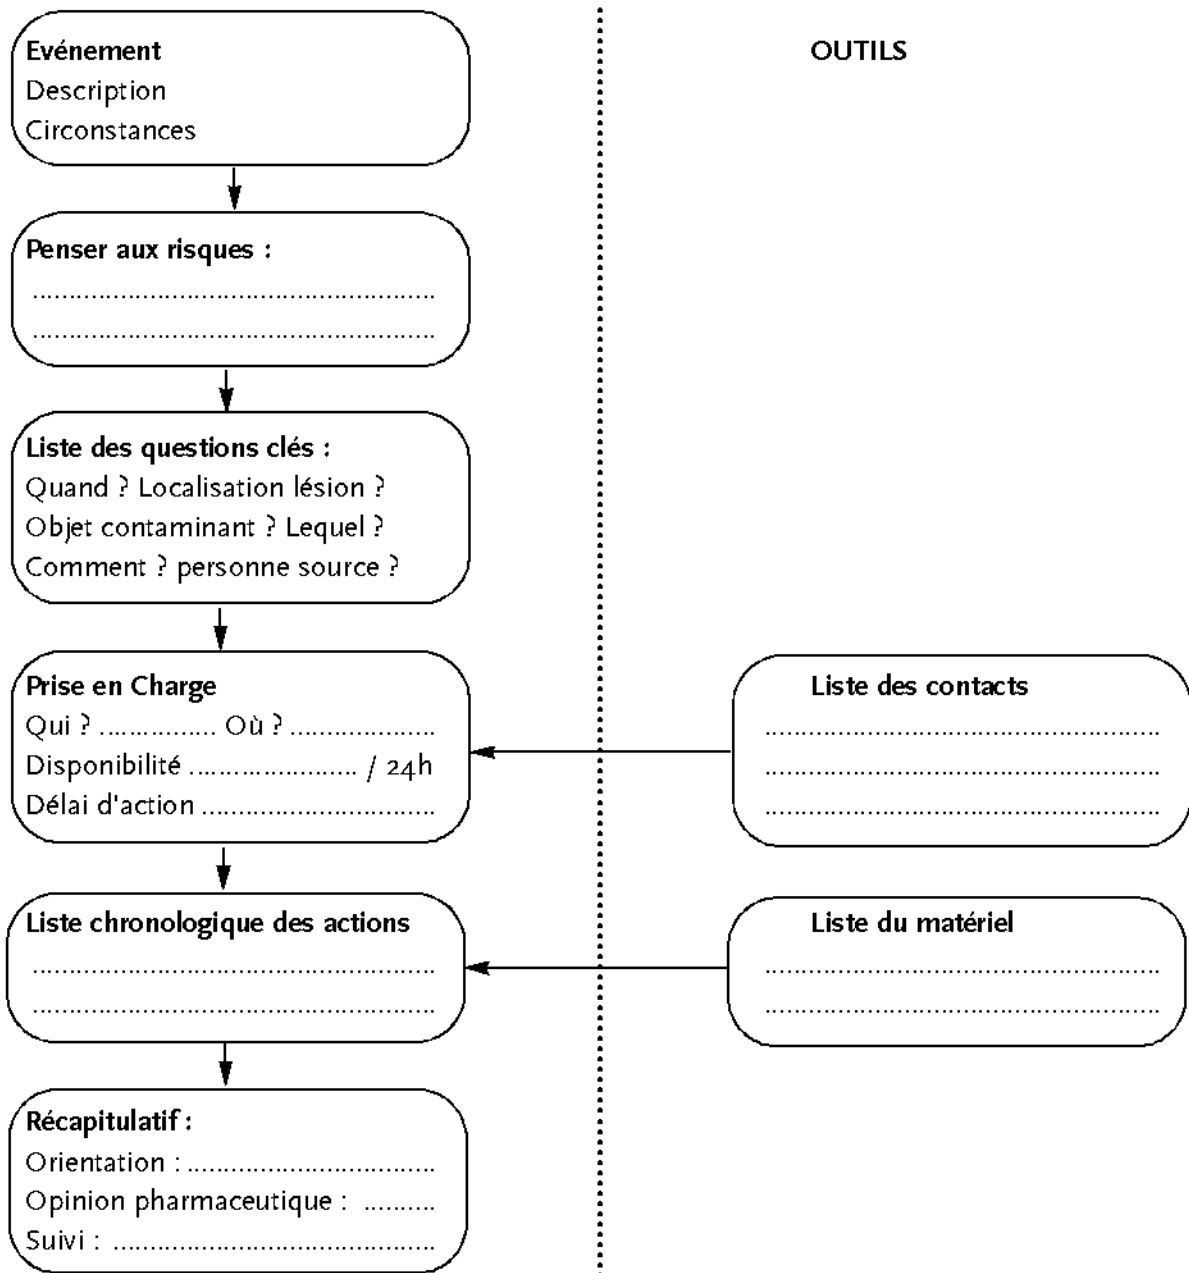 Evénement
Description
Circonstances
OUTILS
Penser aux risques :
.........................................................
.........................................................
Liste des questions clés :
Quand ? Localisation lésion ?
Objet contaminant ? Lequel ?
Comment ? personne source ?
Prise en Charge
Qui ? ................ Où ? ....................
Disponibilité ....................... / 24h
Délai d'action ................................
Liste des contacts
.......................................................
.......................................................
.......................................................
Liste chronologique des actions
.........................................................
.........................................................
Liste du matériel
.......................................................
.......................................................
Récapitulatif :
Orientation : ..................................
Opinion pharmaceutique : ..........
Suivi : .............................................